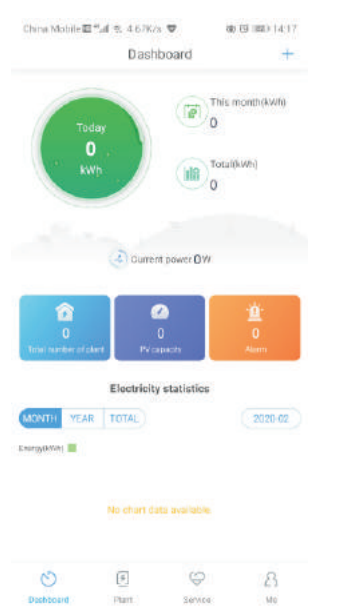 China Mobile 4.67K/s 14:17
Dashboard +
Today
0
kWh
This month(kWh)
0
Total(kWh)
0
Current power 0W
0
Total number of plant
0
PV capacity
0
Alarm
Electricity statistics
MONTH YEAR TOTAL 2020-02
Energy(kWh)
No chart data available
Dashboard Plant Service Me